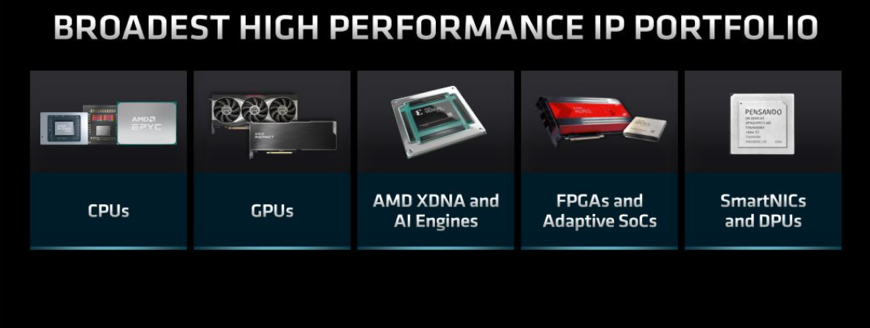 BROADEST HIGH PERFORMANCE IP PORTFOLIO
AMD
EPYC
PENSANDO
CPUs
GPUs
AMD XDNA and
AI Engines
FPGAs and
Adaptive SoCs
SmartNICs
and DPUs